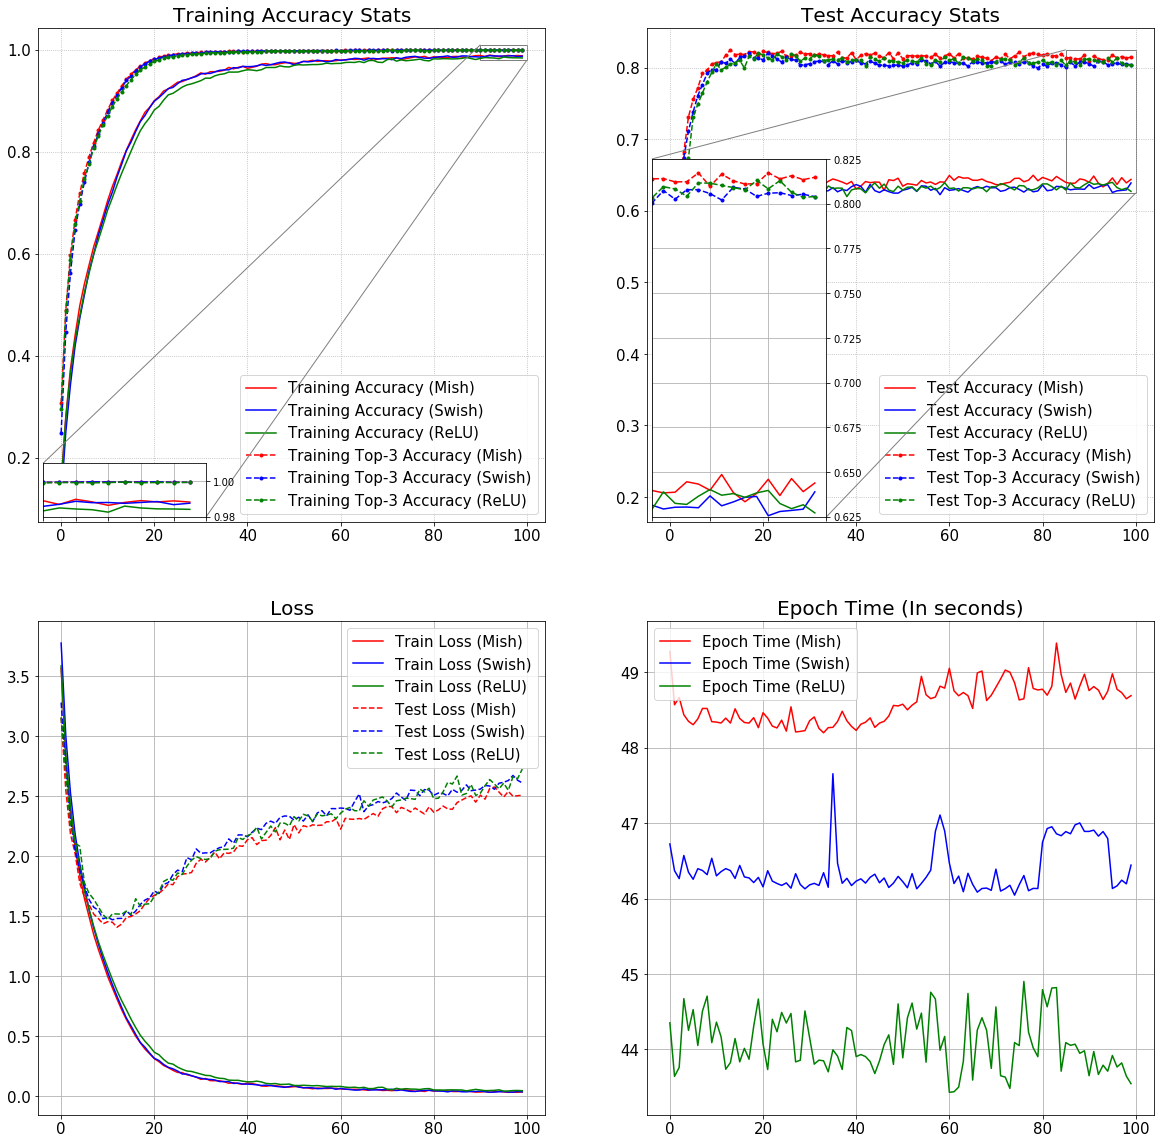 Training Accuracy Stats
1.0
0.8
0.6
0.4
0.2
Training Accuracy (Mish)
Training Accuracy (Swish)
Training Accuracy (ReLU)
Training Top-3 Accuracy (Mish)
Training Top-3 Accuracy (Swish)
Training Top-3 Accuracy (ReLU)
1.00
0.98
0 20 40 60 80 100
Test Accuracy Stats
0.8
0.7
0.6
0.5
0.4
0.3
0.2
0.825
0.800
0.775
0.750
0.725
0.700
0.675
0.650
0.625
Test Accuracy (Mish)
Test Accuracy (Swish)
Test Accuracy (ReLU)
Test Top-3 Accuracy (Mish)
Test Top-3 Accuracy (Swish)
Test Top-3 Accuracy (ReLU)
0 20 40 60 80 100
Loss
3.5
3.0
2.5
2.0
1.5
1.0
0.5
0.0
Train Loss (Mish)
Train Loss (Swish)
Train Loss (ReLU)
Test Loss (Mish)
Test Loss (Swish)
Test Loss (ReLU)
0 20 40 60 80 100
Epoch Time (In seconds)
Epoch Time (Mish)
Epoch Time (Swish)
Epoch Time (ReLU)
49
48
47
46
45
44
0 20 40 60 80 100